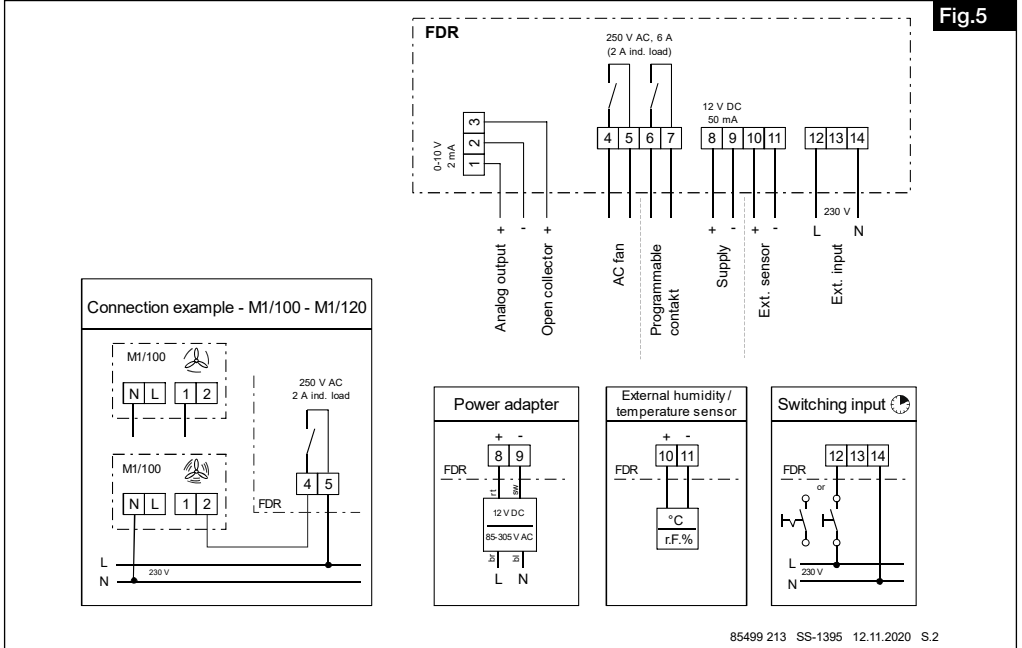 Fig.5
FDR
250 V AC, 6 A
(2 A ind. load)
12 V DC
50 mA
0-10 V
2 mA
3
2
1
4 5 6 7
8 9 10 11
12 13 14
230 V
+ - +
+ - + -
L N
Analog output
Open collector
AC fan
Programmable
contakt
Supply
Ext. sensor
Ext. input
Connection example - M1/100 - M1/120
M1/100
N L 1 2
250 V AC
2 A ind. load
M1/100
N L 1 2
4 5
FDR
L
N
230 V
Power adapter
+ -
8 9
FDR
rt sw
12 V DC
85-305 V AC
br bl
L N
External humidity /
temperature sensor
+ -
10 11
FDR
°C
r.F.%
Switching input
12 13 14
FDR
or
L
230 V
N
85499 213 SS-1395 12.11.2020 S.2